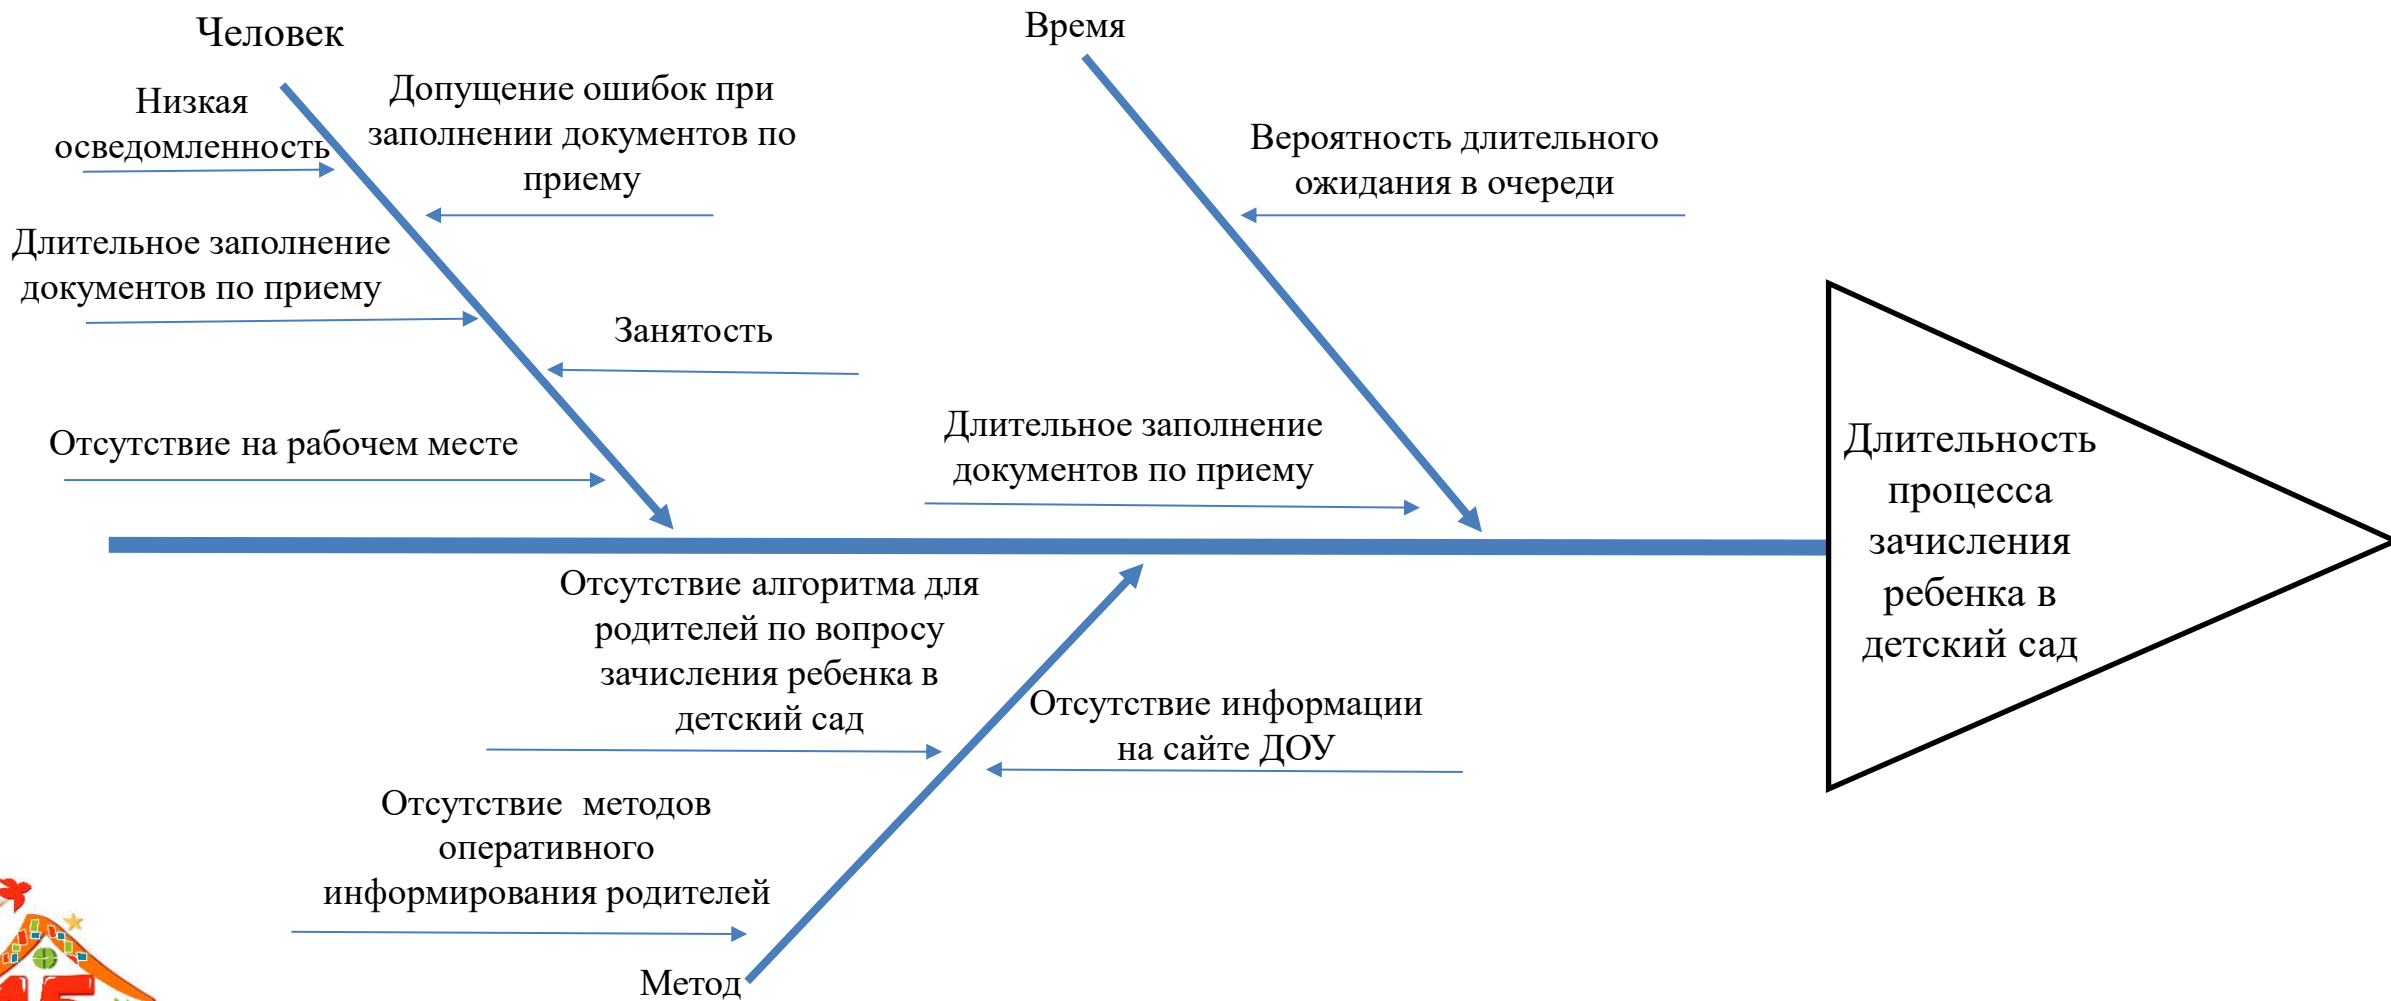 Человек
Время
Низкая
осведомленность
Допущение ошибок при
заполнении документов по
приему
Вероятность длительного
ожидания в очереди
Длительное заполнение
документов по приему
Занятость
Отсутствие на рабочем месте
Длительное заполнение
документов по приему
Длительность
процесса
зачисления
ребенка в
детский сад
Отсутствие алгоритма для
родителей по вопросу
зачисления ребенка в
детский сад
Отсутствие информации
на сайте ДОУ
Отсутствие  методов
оперативного
информирования родителей
Метод